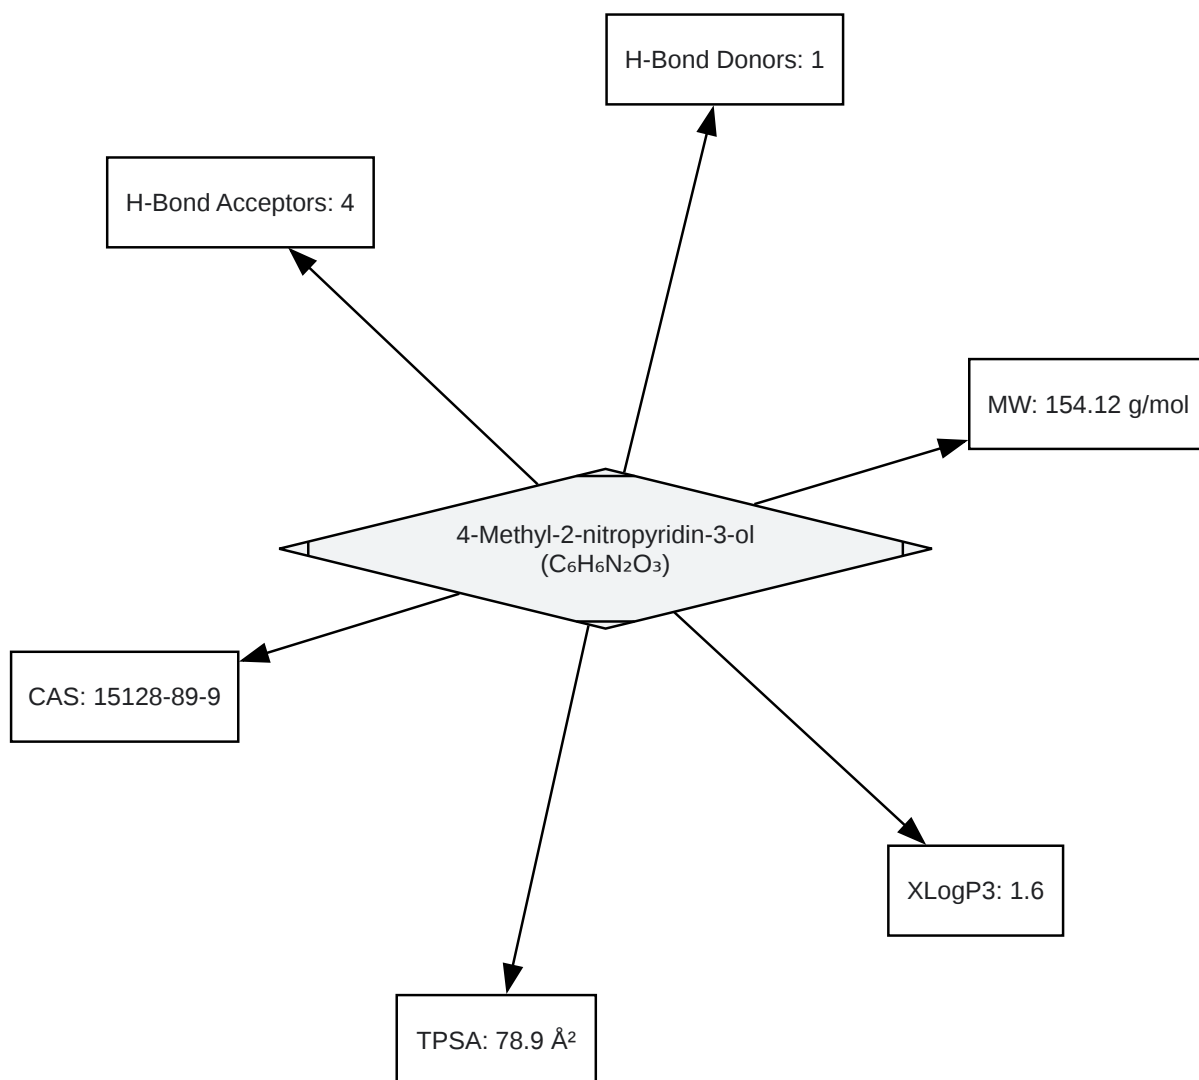 H-Bond Donors: 1
H-Bond Acceptors: 4
MW: 154.12 g/mol
4-Methyl-2-nitropyridin-3-ol
(C₆H₆N₂O₃)
CAS: 15128-89-9
XLogP3: 1.6
TPSA: 78.9 Å²